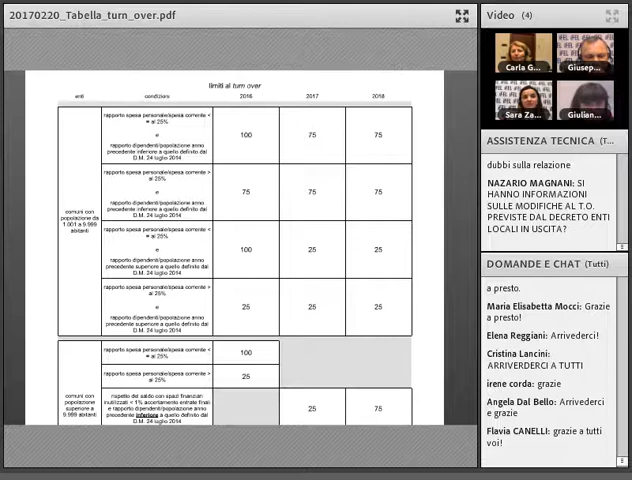 20170220_Tabella_turn_over.pdf
limiti al turn over
enti condizioni 2016 2017 2018
rapporto spesa personale/spesa corrente <
= al 25%
e
rapporto dipendenti/popolazione anno
precedente inferiore a quello definito dal
D.M. 24 luglio 2014
100 75 75
rapporto spesa personale/spesa corrente >
al 25%
e
rapporto dipendenti/popolazione anno
precedente inferiore a quello definito dal
D.M. 24 luglio 2014
75 75 75
comuni con
popolazione da
1.001 a 9.999
abitanti
rapporto spesa personale/spesa corrente <
= al 25%
e
rapporto dipendenti/popolazione anno
precedente superiore a quello definito dal
D.M. 24 luglio 2014
100 25 25
rapporto spesa personale/spesa corrente >
al 25%
e
rapporto dipendenti/popolazione anno
precedente superiore a quello definito dal
D.M. 24 luglio 2014
25 25 25
rapporto spesa personale/spesa corrente <
= al 25%
100
rapporto spesa personale/spesa corrente >
al 25%
25
comuni con
popolazione
superiore a
9.999 abitanti
rispetto del saldo con spazi finanziari
inutilizzati < 1% accertamento entrate finali
e rapporto dipendenti/popolazione anno
precedente inferiore a quello definito dal
D.M. 24 luglio 2014
25 75
Video (4)
Carla G...
Giusep...
Sara Za...
Giulian...
ASSISTENZA TECNICA (T...
dubbi sulla relazione
NAZARIO MAGNANI: SI
HANNO INFORMAZIONI
SULLE MODIFICHE AL T.O.
PREVISTE DAL DECRETO ENTI
LOCALI IN USCITA?
DOMANDE E CHAT (Tutti)
a presto.
Maria Elisabetta Mocci: Grazie
a presto!
Elena Reggiani: Arrivederci!
Cristina Lancini:
ARRIVERDERCI A TUTTI
irene corda: grazie
Angela Dal Bello: Arrivederci
e grazie
Flavia CANELLI: grazie a tutti
voi!